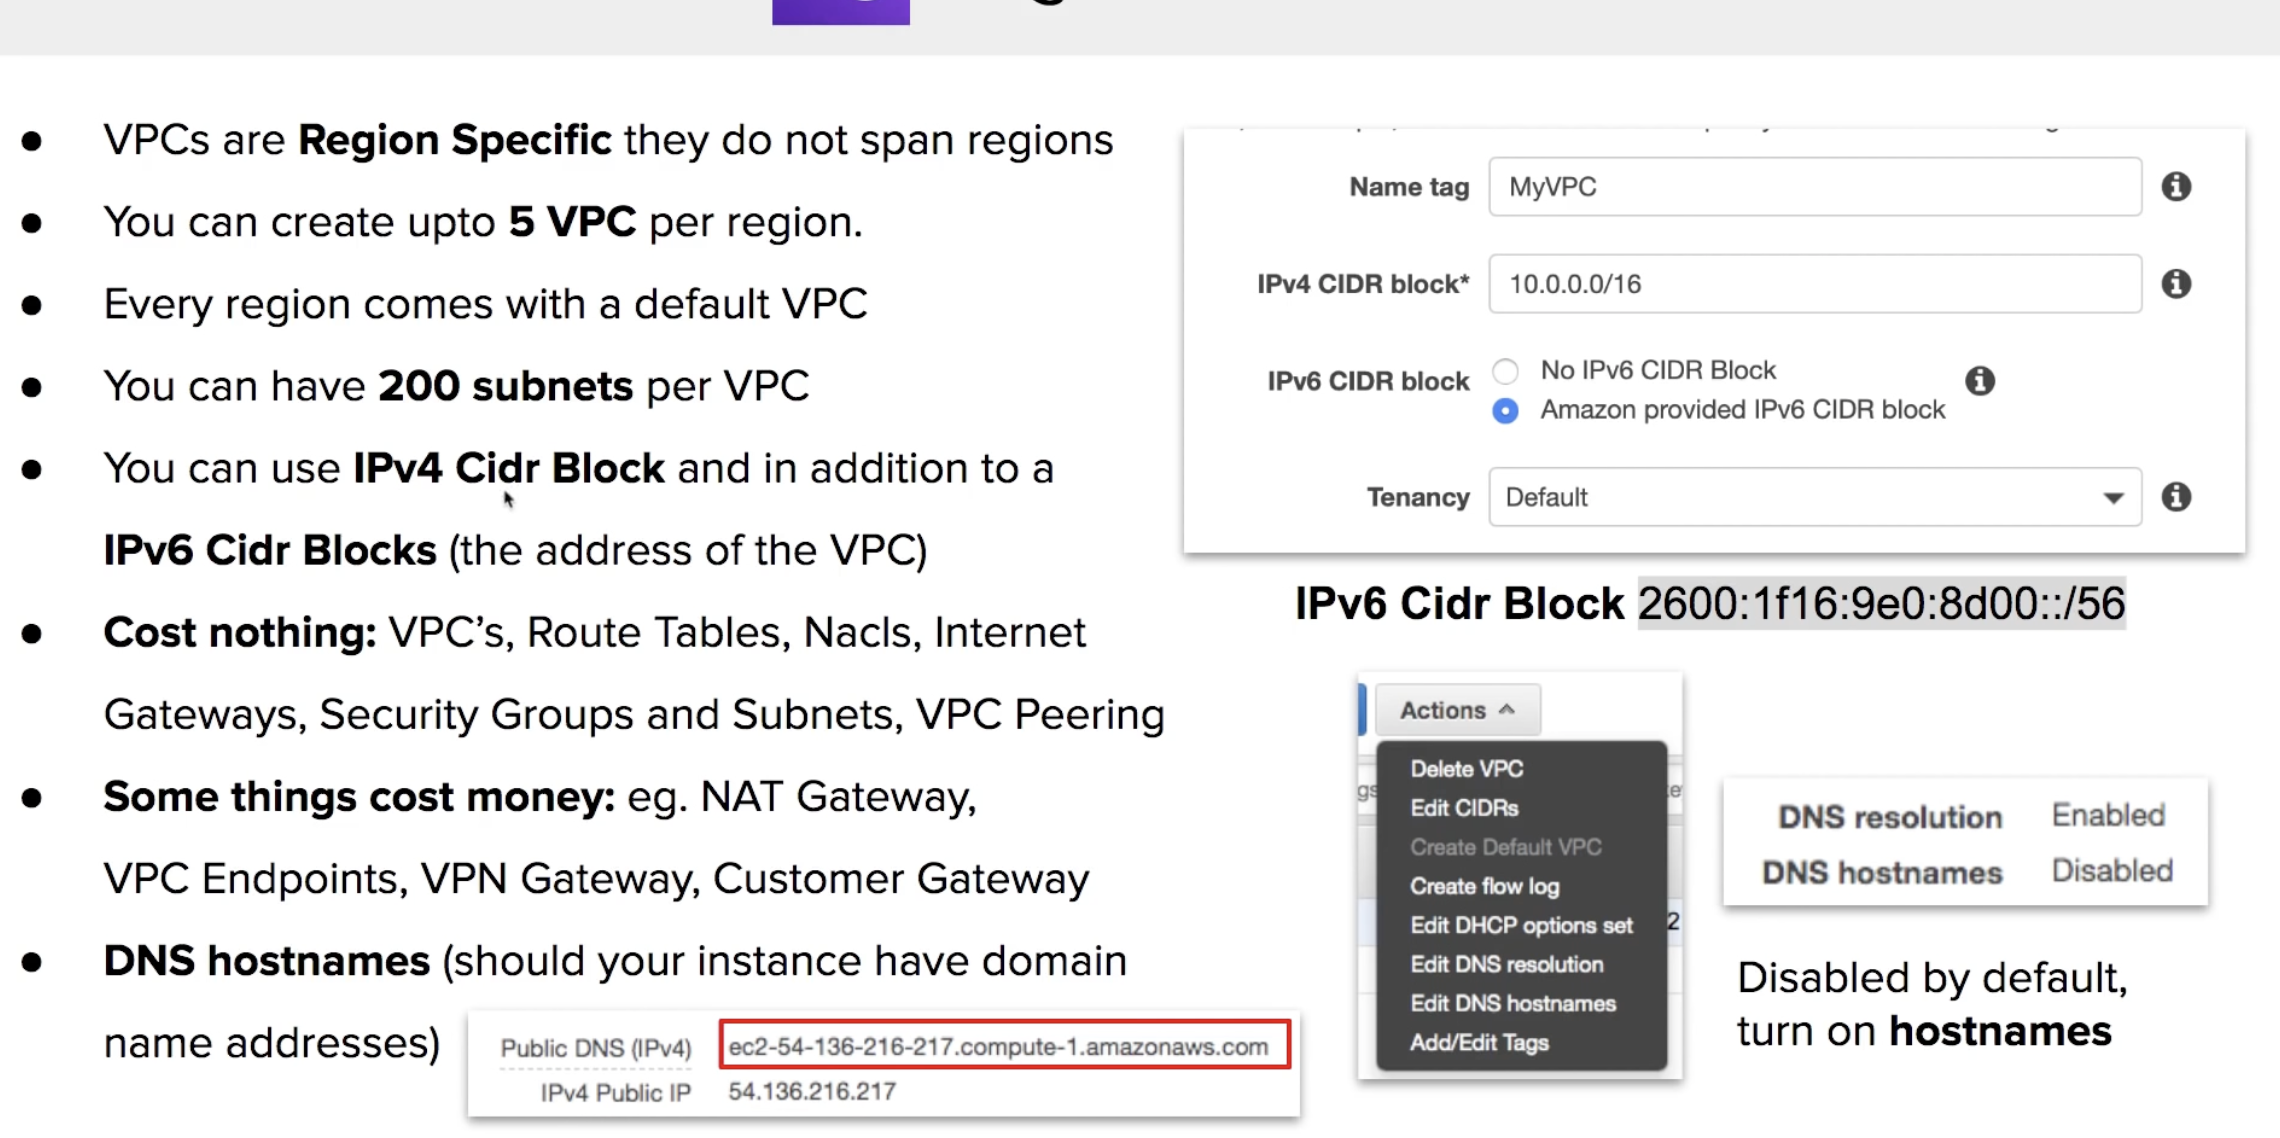 ● VPCs are Region Specific they do not span regions
● You can create upto 5 VPC per region.
● Every region comes with a default VPC
● You can have 200 subnets per VPC
● You can use IPv4 Cidr Block and in addition to a
IPv6 Cidr Blocks (the address of the VPC)
● Cost nothing: VPC’s, Route Tables, Nacls, Internet
Gateways, Security Groups and Subnets, VPC Peering
● Some things cost money: eg. NAT Gateway,
VPC Endpoints, VPN Gateway, Customer Gateway
● DNS hostnames (should your instance have domain
name addresses)
Public DNS (IPv4) ec2-54-136-216-217.compute-1.amazonaws.com
IPv4 Public IP 54.136.216.217
Name tag MyVPC
IPv4 CIDR block* 10.0.0.0/16
IPv6 CIDR block No IPv6 CIDR Block
Amazon provided IPv6 CIDR block
Tenancy Default
IPv6 Cidr Block 2600:1f16:9e0:8d00::/56
Actions
Delete VPC
Edit CIDRs
Create Default VPC
Create flow log
Edit DHCP options set
Edit DNS resolution
Edit DNS hostnames
Add/Edit Tags
DNS resolution Enabled
DNS hostnames Disabled
Disabled by default,
turn on hostnames